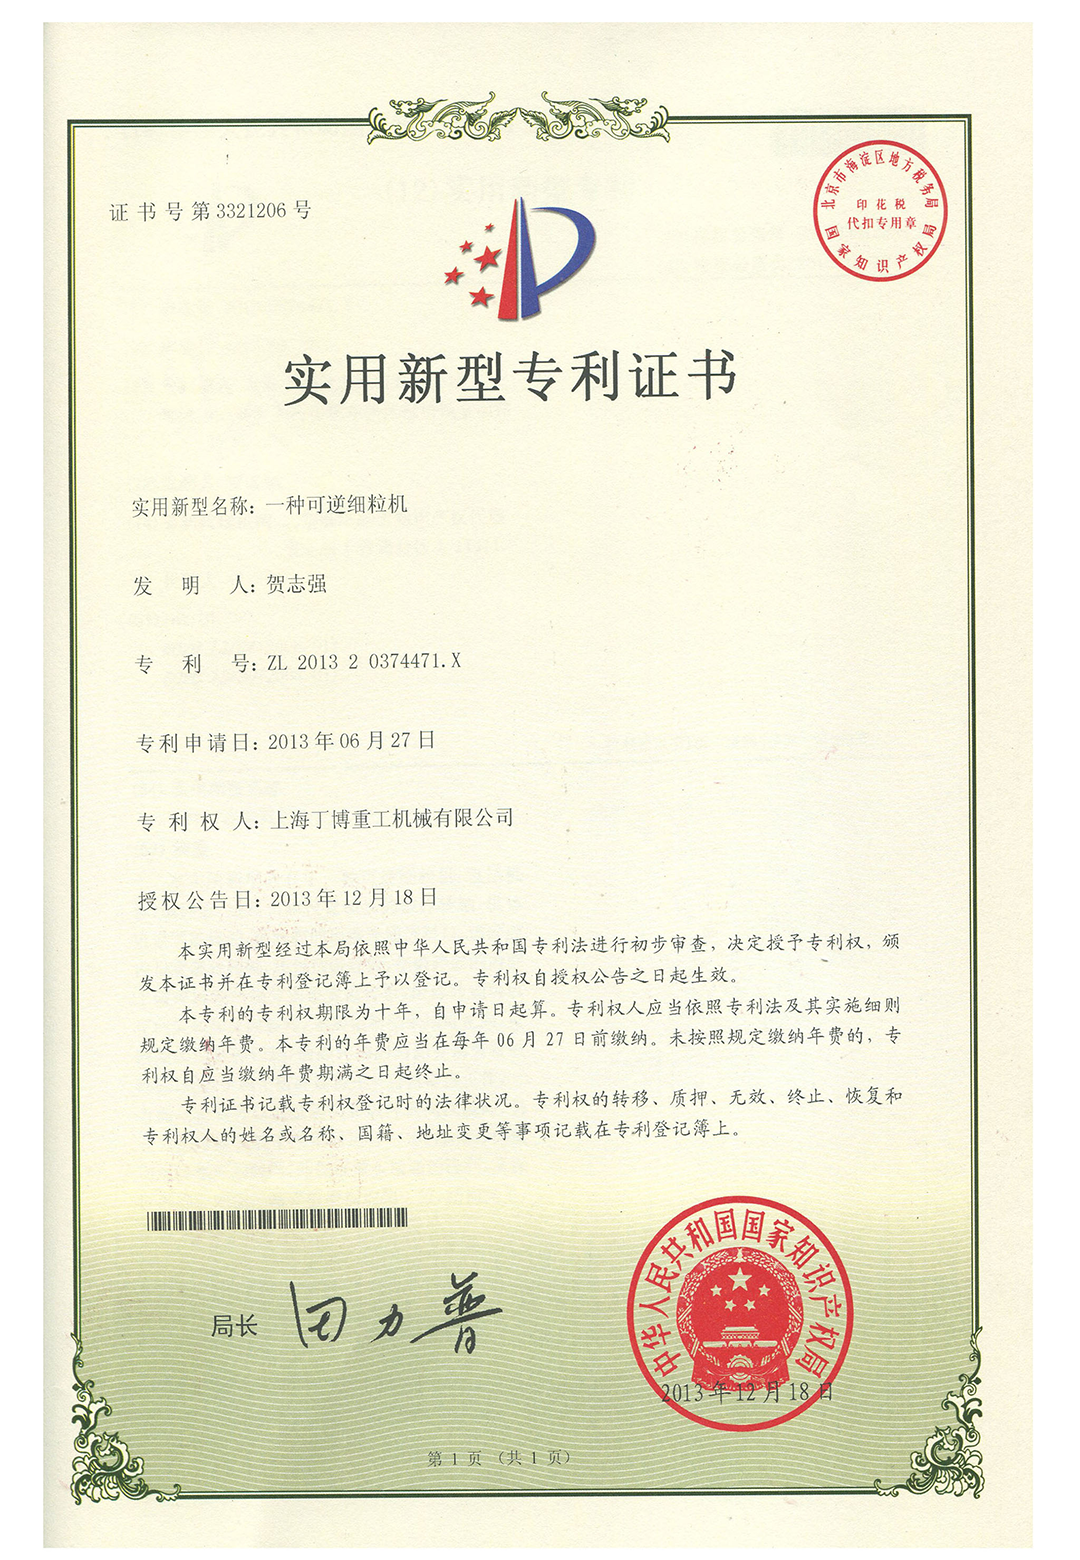 证书号第3321206号
北京市海淀区地方税务局
印花税
代扣专用章
国家知识产权局
实用新型专利证书
实用新型名称：一种可逆细粒机
发明人：贺志强
专利号：ZL 2013 2 0374471.X
专利申请日：2013年06月27日
专利权人：上海丁博重工机械有限公司
授权公告日：2013年12月18日
本实用新型经过本局依照中华人民共和国专利法进行初步审查，决定授予专利权，颁
发本证书并在专利登记簿上予以登记。专利权自授权公告之日起生效。
本专利的专利权期限为十年，自申请日起算。专利权人应当依照专利法及其实施细则
规定缴纳年费。本专利的年费应当在每年06月27日前缴纳。未按照规定缴纳年费的，专
利权自应当缴纳年费期满之日起终止。
专利证书记载专利权登记时的法律状况。专利权的转移、质押、无效、终止、恢复和
专利权人的姓名或名称、国籍、地址变更等事项记载在专利登记簿上。
局长 田力普
中华人民共和国国家知识产权局
2013年12月18日
第1页（共1页）